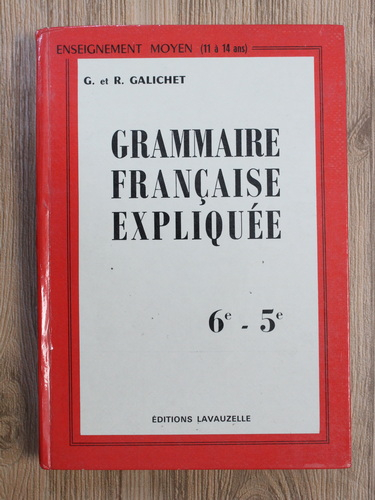 ENSEIGNEMENT MOYEN (11 à 14 ans)
G. et R. GALICHET
GRAMMAIRE
FRANÇAISE
EXPLIQUÉE
6e - 5e
ÉDITIONS LAVAUZELLE